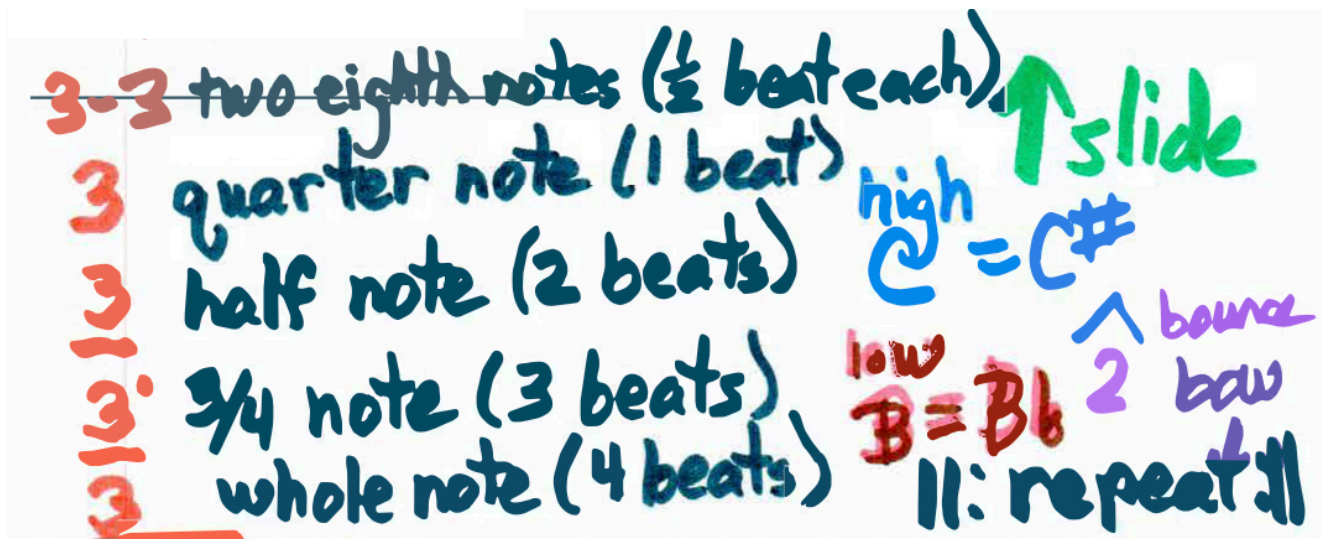 3-3 two eighth notes (½ beat each)
↑ slide
3 quarter note (1 beat)
high
C = C#
3 half note (2 beats)
^ bounce
2 bow
3. 3/4 note (3 beats)
low
B = Bb
3 whole note (4 beats)
||: repeat :||